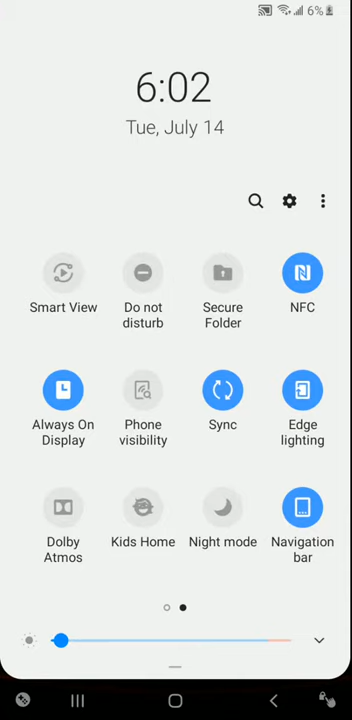 6%
6:02
Tue, July 14
Smart View
Do not
disturb
Secure
Folder
NFC
Always On
Display
Phone
visibility
Sync
Edge
lighting
Dolby
Atmos
Kids Home
Night mode
Navigation
bar